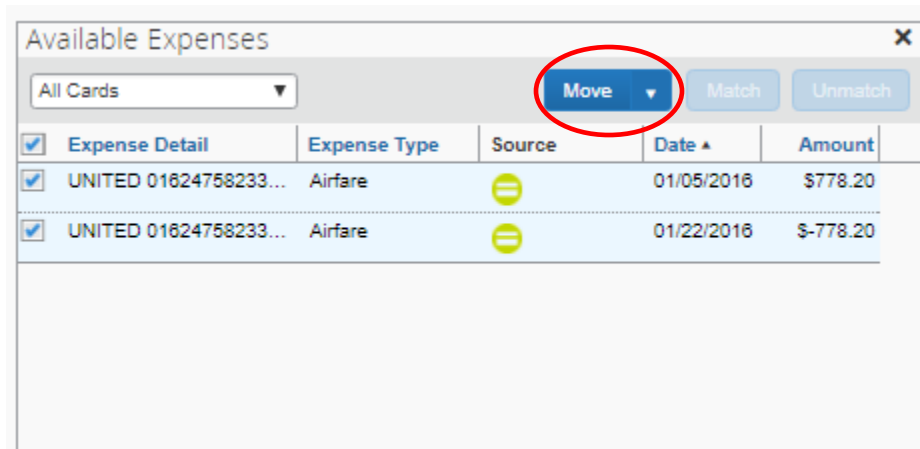 Available Expenses
All Cards Move Match Unmatch
Expense Detail Expense Type Source Date Amount
UNITED 01624758233... Airfare 01/05/2016 $778.20
UNITED 01624758233... Airfare 01/22/2016 $-778.20